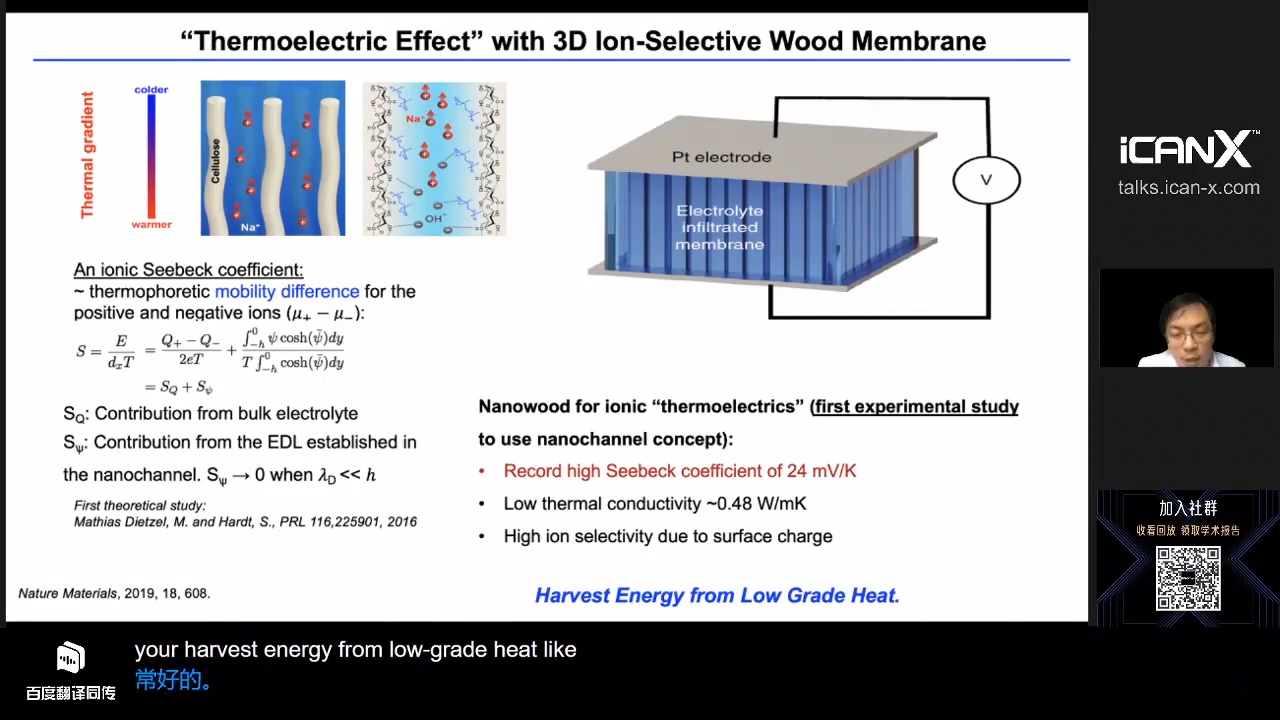 “Thermoelectric Effect” with 3D Ion-Selective Wood Membrane
Thermal gradient
colder
warmer
Cellulose
Na⁺
Na⁺
OH⁻
Pt electrode
Electrolyte
infiltrated
membrane
V
An ionic Seebeck coefficient:
~ thermophoretic mobility difference for the
positive and negative ions (μ₊ − μ₋):
S = E/dₓT = (Q₊ − Q₋)/2eT + ∫₋ₕ⁰ ψ cosh(ψ̄)dy / T ∫₋ₕ⁰ cosh(ψ̄)dy
= S_Q + S_ψ
S_Q: Contribution from bulk electrolyte
S_ψ: Contribution from the EDL established in
the nanochannel. S_ψ → 0 when λ_D << h
First theoretical study:
Mathias Dietzel, M. and Hardt, S., PRL 116,225901, 2016
Nanowood for ionic “thermoelectrics” (first experimental study
to use nanochannel concept):
• Record high Seebeck coefficient of 24 mV/K
• Low thermal conductivity ~0.48 W/mK
• High ion selectivity due to surface charge
Nature Materials, 2019, 18, 608.
Harvest Energy from Low Grade Heat.
iCANX™
talks.ican-x.com
加入社群
收看回放 领取学术报告
百度翻译同传
your harvest energy from low-grade heat like
常好的。